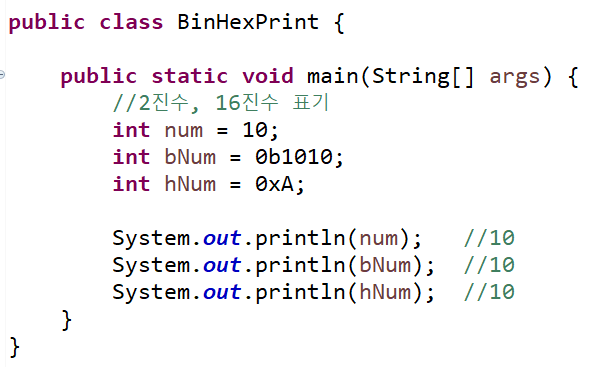 public class BinHexPrint {
public static void main(String[] args) {
//2진수, 16진수 표기
int num = 10;
int bNum = 0b1010;
int hNum = 0xA;
System.out.println(num);   //10
System.out.println(bNum);  //10
System.out.println(hNum);  //10
}
}